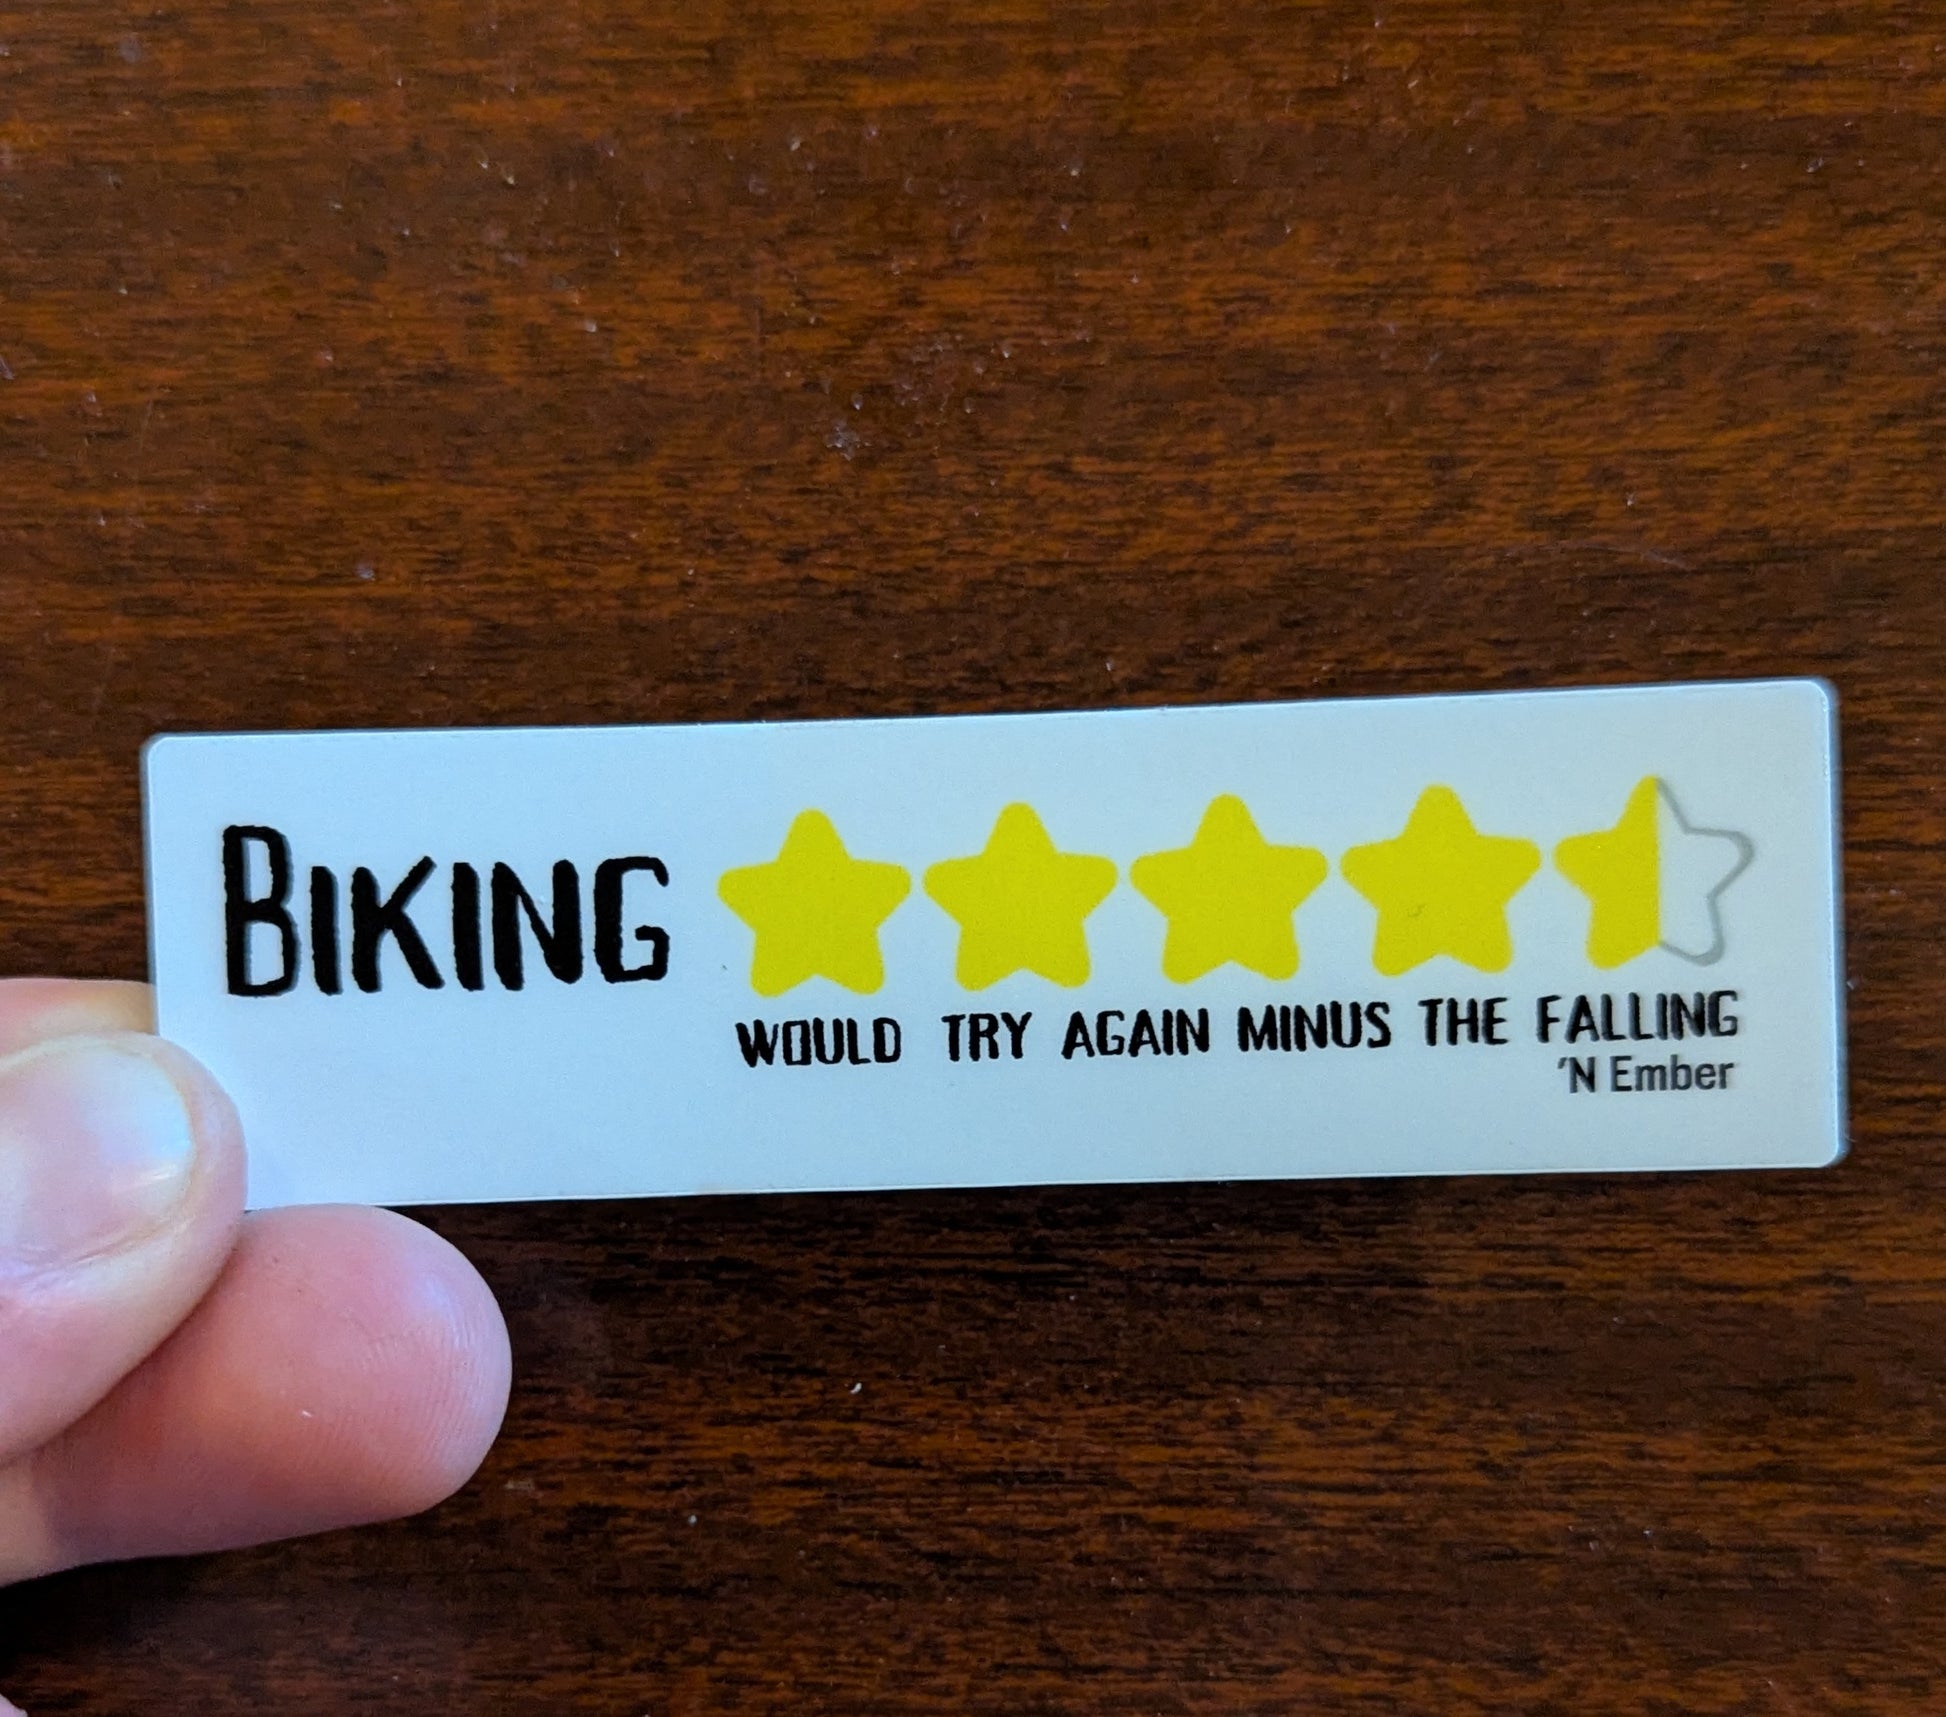 BIKING
WOULD TRY AGAIN MINUS THE FALLING
'N Ember